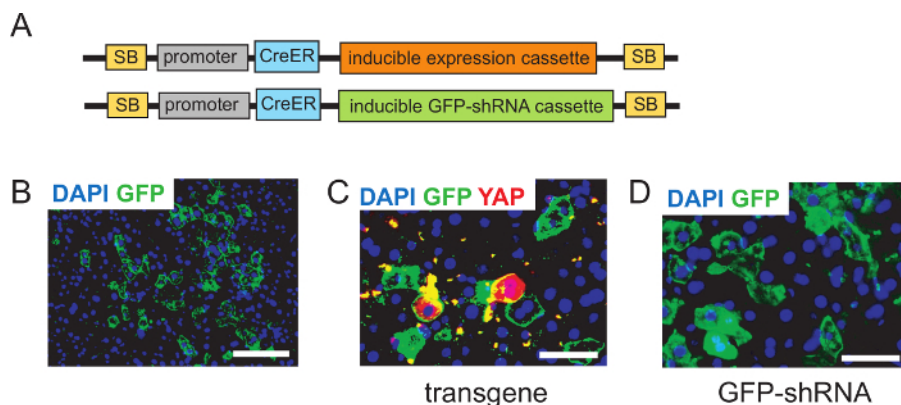 A
SB promoter CreER inducible expression cassette SB
SB promoter CreER inducible GFP-shRNA cassette SB
B DAPI GFP
C DAPI GFP YAP
D DAPI GFP
transgene
GFP-shRNA